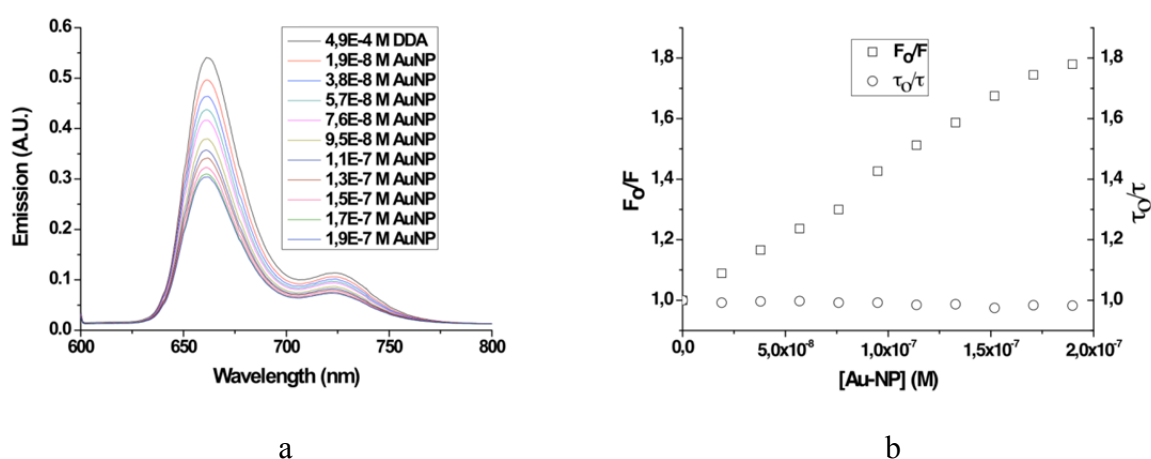 0.6
0.5
0.4
0.3
0.2
0.1
0.0
600
650
700
750
800
Emission (A.U.)
Wavelength (nm)
4,9E-4 M DDA
1,9E-8 M AuNP
3,8E-8 M AuNP
5,7E-8 M AuNP
7,6E-8 M AuNP
9,5E-8 M AuNP
1,1E-7 M AuNP
1,3E-7 M AuNP
1,5E-7 M AuNP
1,7E-7 M AuNP
1,9E-7 M AuNP
a
1,8
1,6
1,4
1,2
1,0
F₀/F
F₀/F
τ₀/τ
1,8
1,6
1,4
1,2
1,0
τ₀/τ
0,0
5,0x10⁻⁸
1,0x10⁻⁷
1,5x10⁻⁷
2,0x10⁻⁷
[Au-NP] (M)
b